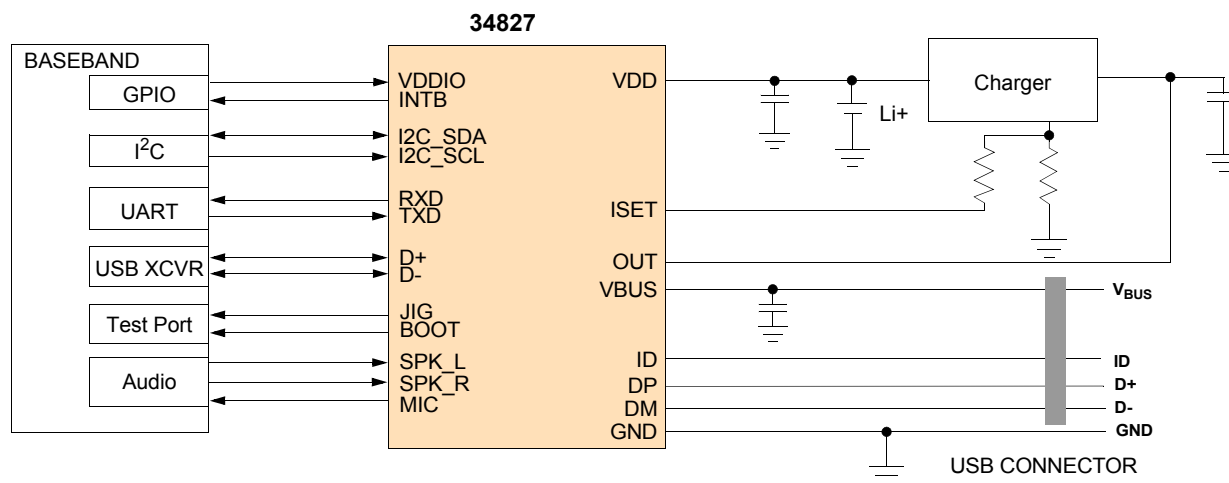 34827
BASEBAND
GPIO
I²C
UART
USB XCVR
Test Port
Audio
VDDIO
INTB
I2C_SDA
I2C_SCL
RXD
TXD
D+
D-
JIG
BOOT
SPK_L
SPK_R
MIC
VDD
ISET
OUT
VBUS
ID
DP
DM
GND
Li+
Charger
VBUS
ID
D+
D-
GND
USB CONNECTOR